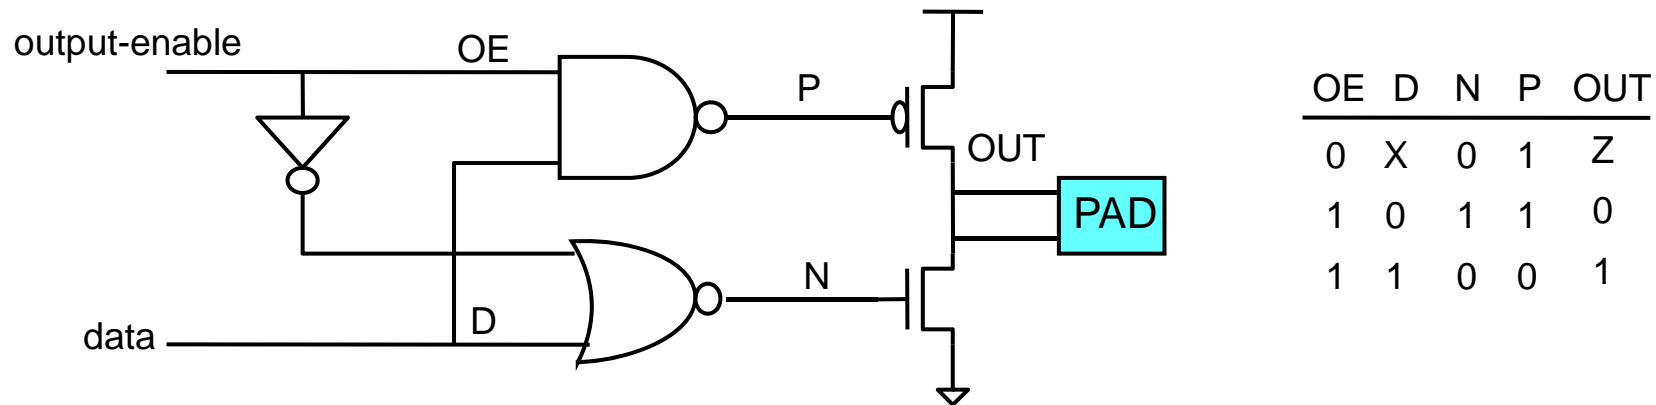 output-enable
OE
P
OUT
PAD
N
D
data
OE D N P OUT
0 X 0 1 Z
1 0 1 1 0
1 1 0 0 1